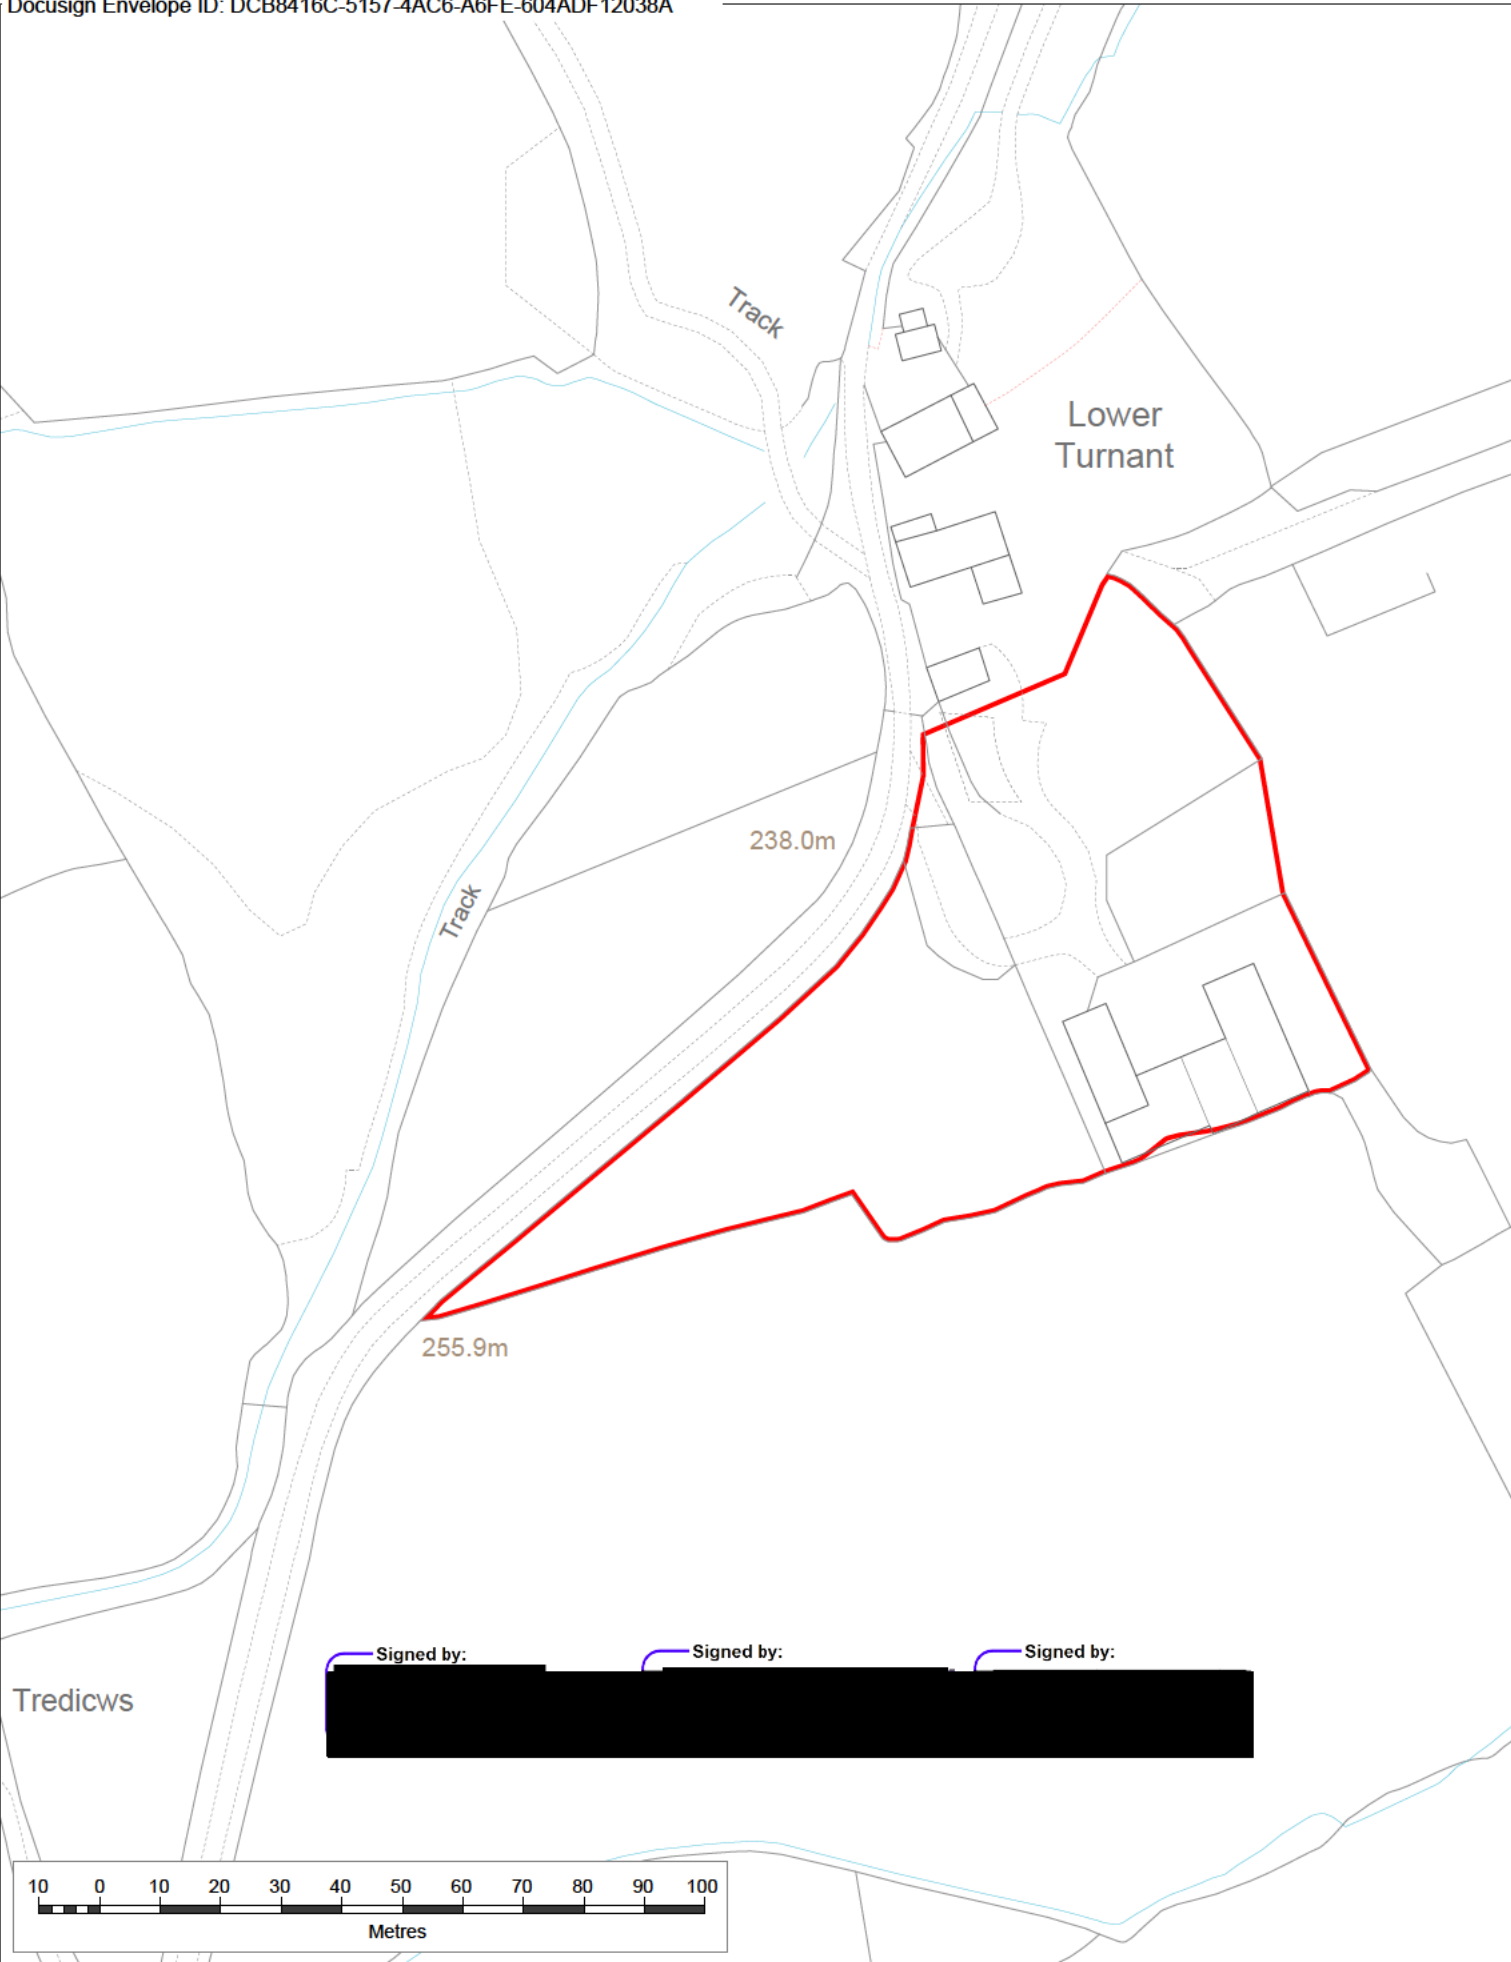 Docusign Envelope ID: DCB8416C-5157-4AC6-A6FE-604ADF12038A
Track
Lower
Turnant
238.0m
Track
255.9m
Signed by:
Signed by:
Signed by:
Tredicws
10 0 10 20 30 40 50 60 70 80 90 100
Metres